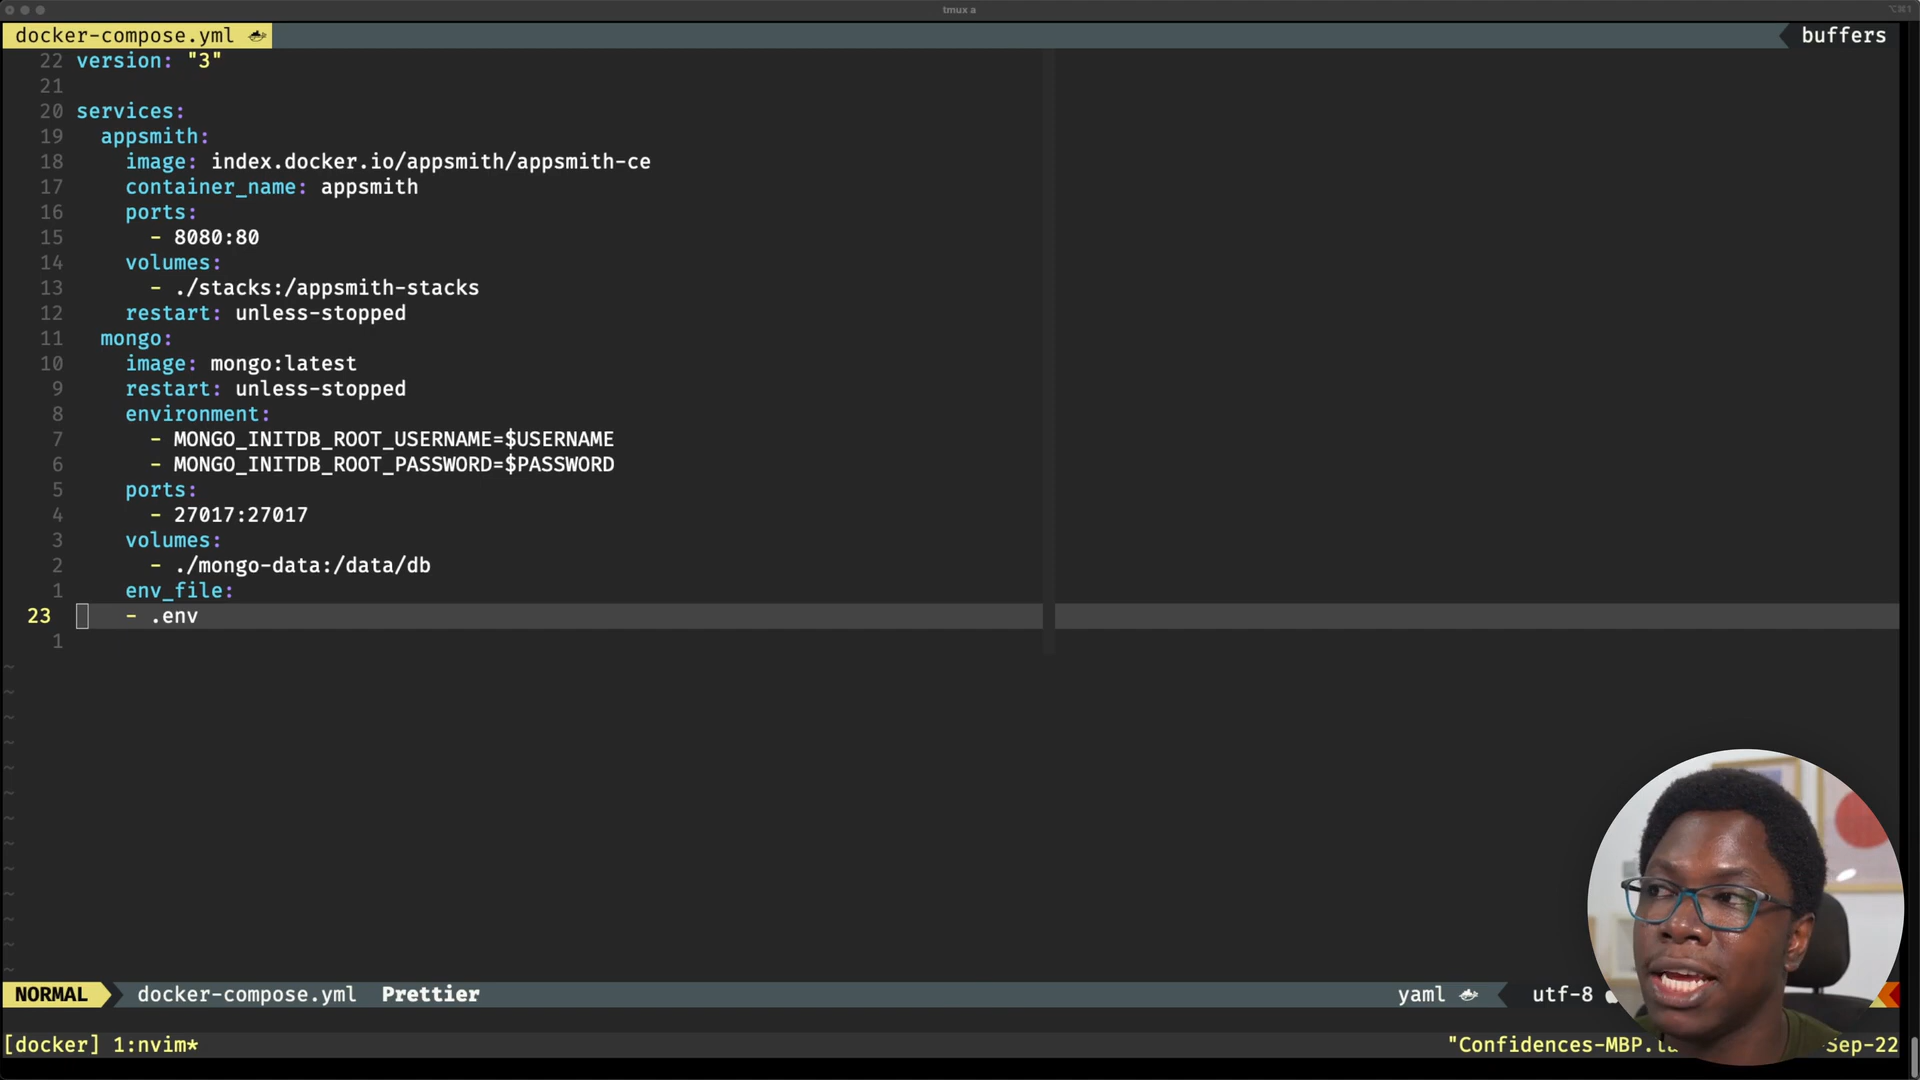 tmux a
⌥⌘1
docker-compose.yml
buffers
22 version: "3"
21
20 services:
19 appsmith:
18 image: index.docker.io/appsmith/appsmith-ce
17 container_name: appsmith
16 ports:
15 - 8080:80
14 volumes:
13 - ./stacks:/appsmith-stacks
12 restart: unless-stopped
11 mongo:
10 image: mongo:latest
9 restart: unless-stopped
8 environment:
7 - MONGO_INITDB_ROOT_USERNAME=$USERNAME
6 - MONGO_INITDB_ROOT_PASSWORD=$PASSWORD
5 ports:
4 - 27017:27017
3 volumes:
2 - ./mongo-data:/data/db
1 env_file:
23 - .env
1
~
~
~
~
~
~
~
~
~
~
~
~
~
NORMAL docker-compose.yml Prettier yaml utf-8
[docker] 1:nvim* "Confidences-MBP. Sep-22